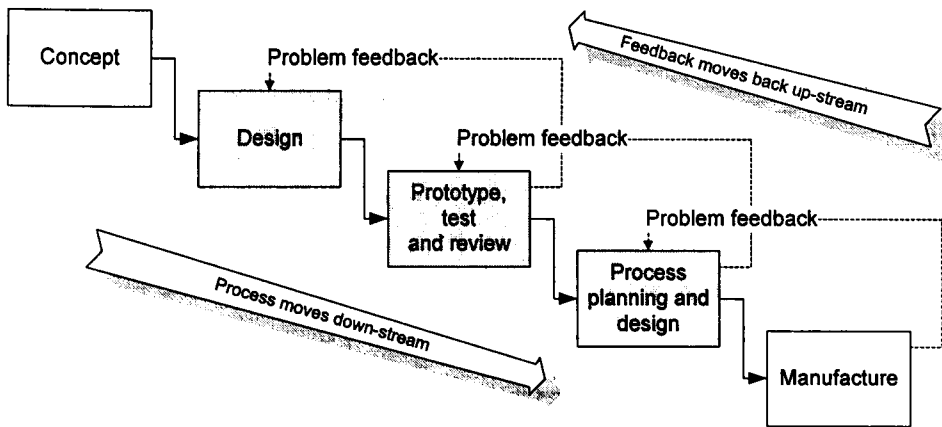 Concept
Problem feedback
Feedback moves back up-stream
Design
Problem feedback
Prototype,
test
and review
Problem feedback
Process moves down-stream
Process
planning and
design
Manufacture